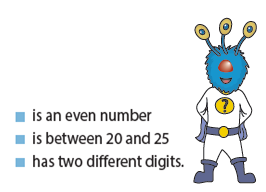 ?
is an even number
is between 20 and 25
has two different digits.